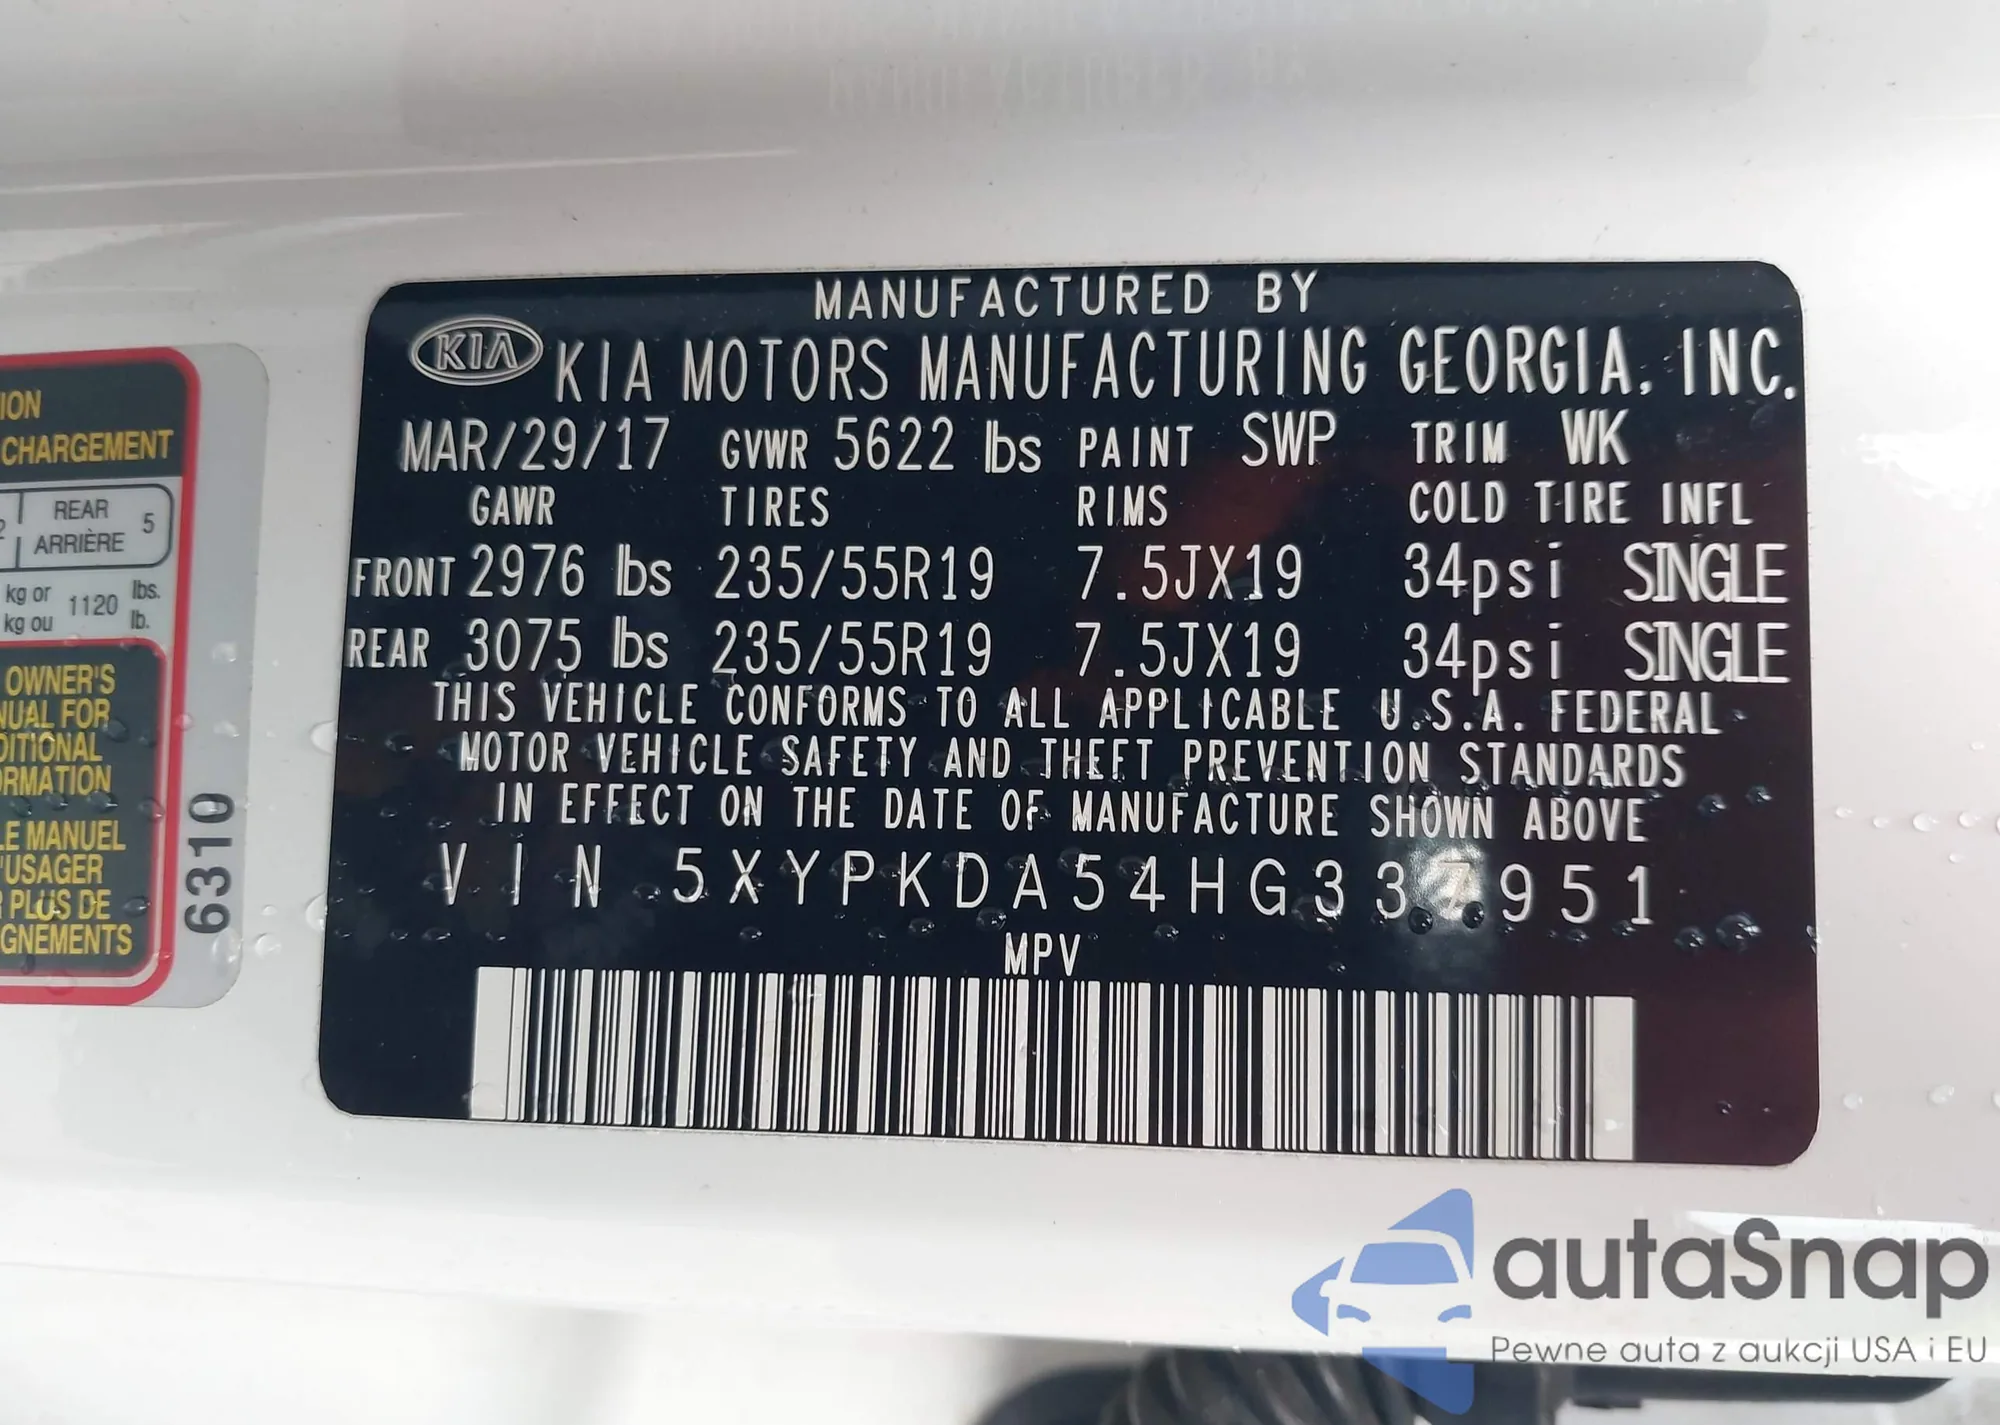 MANUFACTURED BY
KIA KIA MOTORS MANUFACTURING GEORGIA, INC.
MAR/29/17 GVWR 5622 lbs PAINT SWP TRIM WK
GAWR TIRES RIMS COLD TIRE INFL
FRONT 2976 lbs 235/55R19 7.5JX19 34psi SINGLE
REAR 3075 lbs 235/55R19 7.5JX19 34psi SINGLE
THIS VEHICLE CONFORMS TO ALL APPLICABLE U.S.A. FEDERAL
MOTOR VEHICLE SAFETY AND THEFT PREVENTION STANDARDS
IN EFFECT ON THE DATE OF MANUFACTURE SHOWN ABOVE
VIN 5XYPKDA54HG337951
MPV
ION
CHARGEMENT
2 REAR 5
ARRIÈRE
kg or 1120 lbs.
kg ou lb.
OWNER'S
NUAL FOR
DITIONAL
ORMATION
LE MANUEL
'USAGER
R PLUS DE
GNEMENTS
6310
autaSnap
Pewne auta z aukcji USA i EU